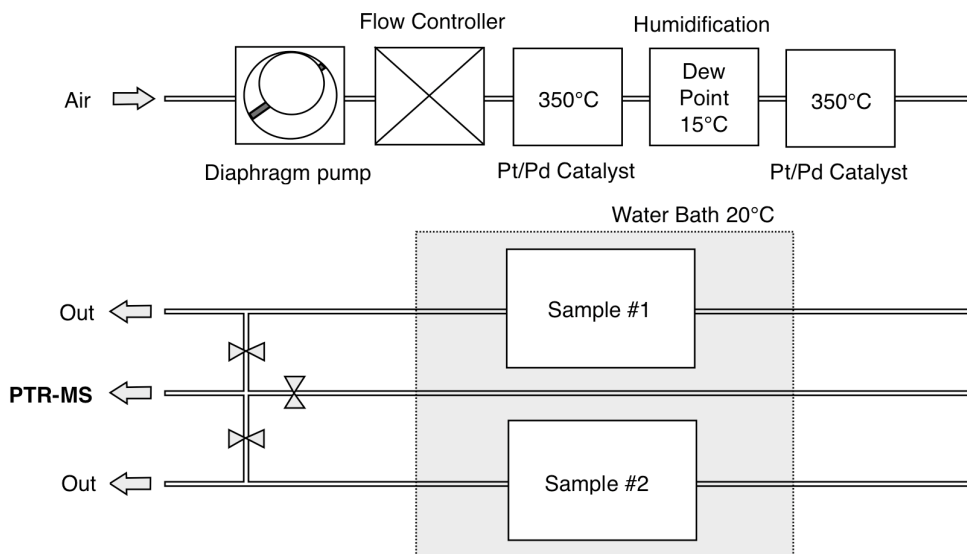 Flow Controller
Humidification
Air
350°C
Dew
Point
15°C
350°C
Diaphragm pump
Pt/Pd Catalyst
Pt/Pd Catalyst
Water Bath 20°C
Out
Sample #1
PTR-MS
Out
Sample #2